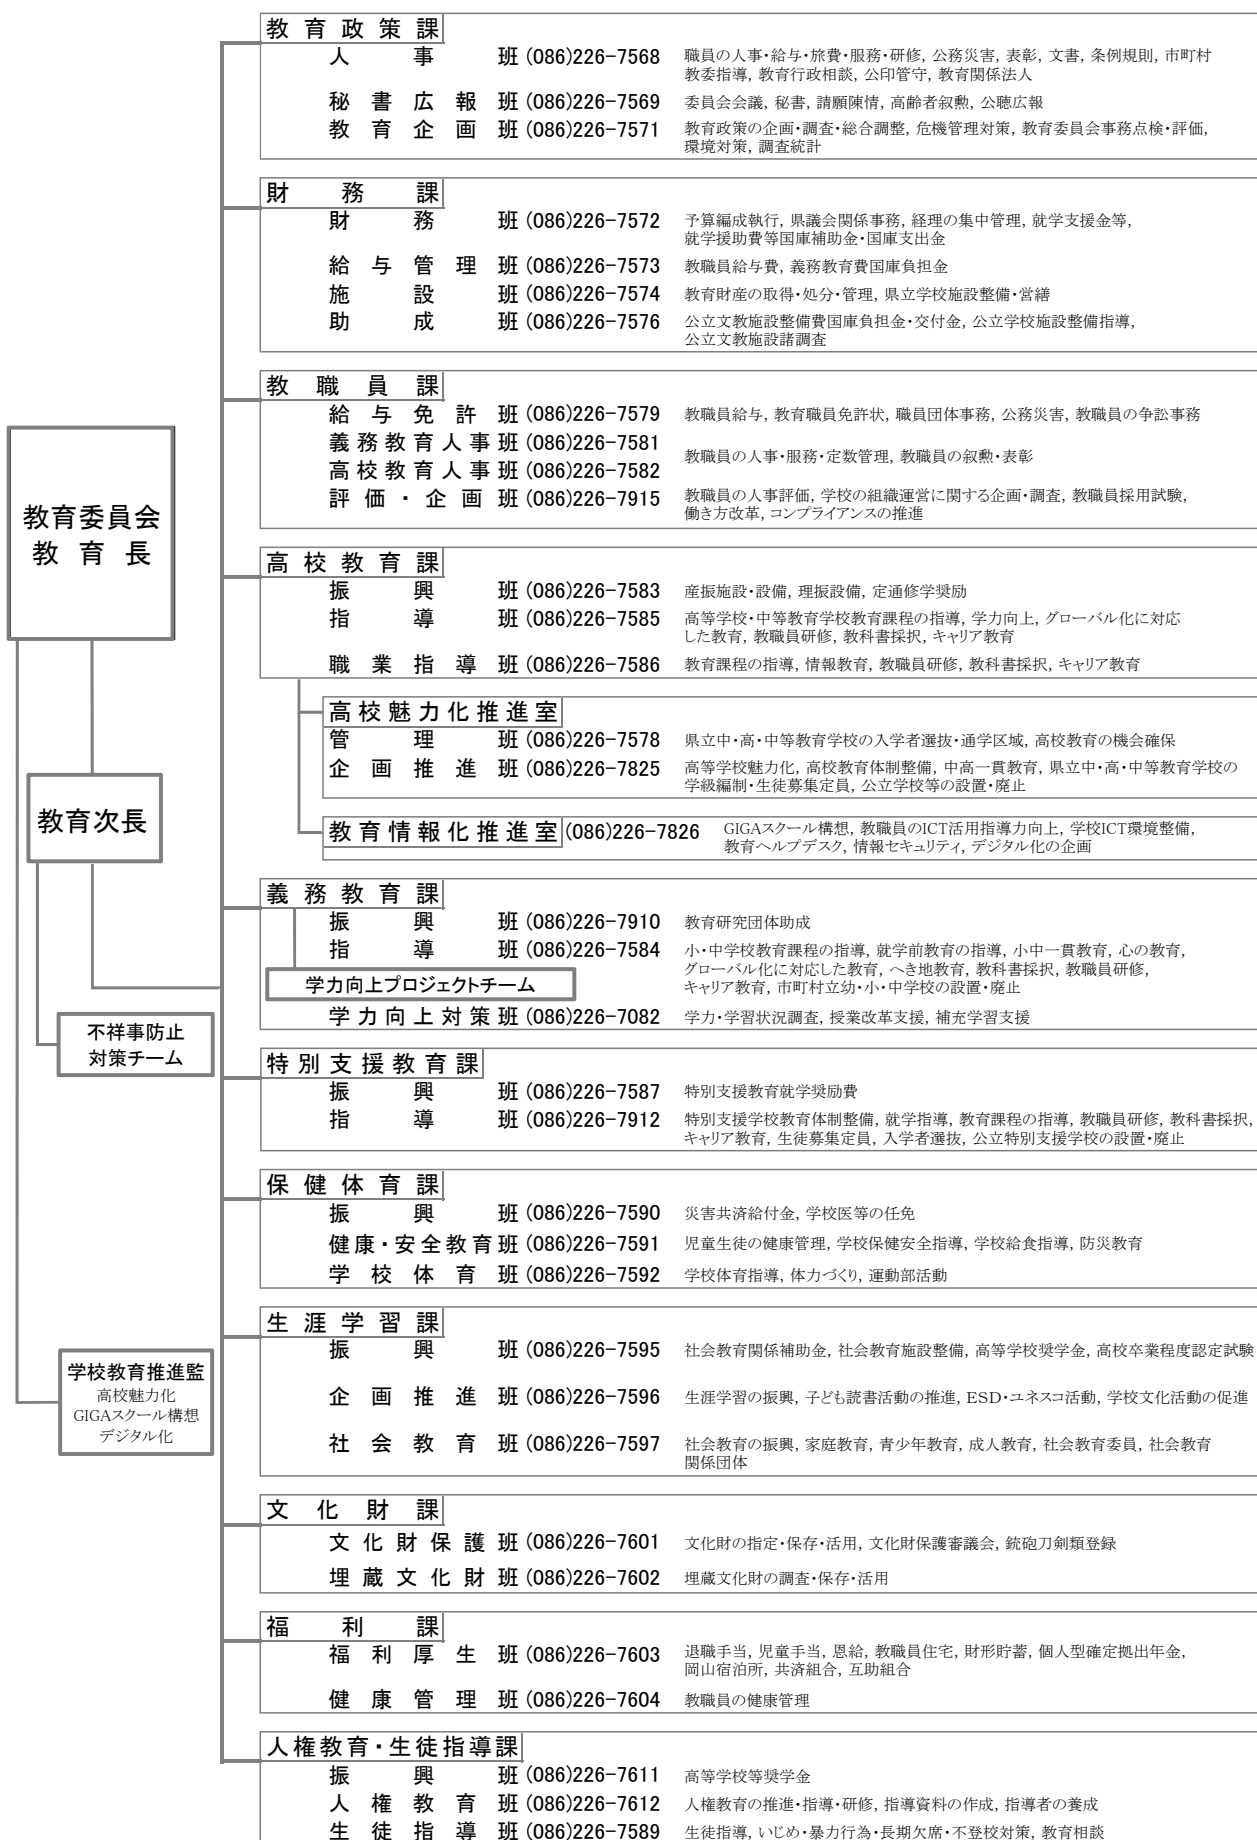 教育委員会
教育長
教育次長
不祥事防止
対策チーム
学校教育推進監
高校魅力化
GIGAスクール構想
デジタル化
教育政策課
人事班 (086)226-7568 職員の人事・給与・旅費・服務・研修, 公務災害, 表彰, 文書, 条例規則, 市町村
教委指導, 教育行政相談, 公印管守, 教育関係法人
秘書広報班 (086)226-7569 委員会会議, 秘書, 請願陳情, 高齢者叙勲, 公聴広報
教育企画班 (086)226-7571 教育政策の企画・調査・総合調整, 危機管理対策, 教育委員会事務点検・評価,
環境対策, 調査統計
財務課
財務班 (086)226-7572 予算編成執行, 県議会関係事務, 経理の集中管理, 就学支援金等,
就学援助費等国庫補助金・国庫支出金
給与管理班 (086)226-7573 教職員給与費, 義務教育費国庫負担金
施設班 (086)226-7574 教育財産の取得・処分・管理, 県立学校施設整備・営繕
助成班 (086)226-7576 公立文教施設整備費国庫負担金・交付金, 公立学校施設整備指導,
公立文教施設諸調査
教職員課
給与免許班 (086)226-7579 教職員給与, 教育職員免許状, 職員団体事務, 公務災害, 教職員の争訟事務
義務教育人事班 (086)226-7581
高校教育人事班 (086)226-7582
教職員の人事・服務・定数管理, 教職員の叙勲・表彰
評価・企画班 (086)226-7915 教職員の人事評価, 学校の組織運営に関する企画・調査, 教職員採用試験,
働き方改革, コンプライアンスの推進
高校教育課
振興班 (086)226-7583 産振施設・設備, 理振設備, 定通修学奨励
指導班 (086)226-7585 高等学校・中等教育学校教育課程の指導, 学力向上, グローバル化に対応
した教育, 教職員研修, 教科書採択, キャリア教育
職業指導班 (086)226-7586 教育課程の指導, 情報教育, 教職員研修, 教科書採択, キャリア教育
高校魅力化推進室
管理班 (086)226-7578 県立中・高・中等教育学校の入学者選抜・通学区域, 高校教育の機会確保
企画推進班 (086)226-7825 高等学校魅力化, 高校教育体制整備, 中高一貫教育, 県立中・高・中等教育学校の
学級編制・生徒募集定員, 公立学校等の設置・廃止
教育情報化推進室 (086)226-7826 GIGAスクール構想, 教職員のICT活用指導力向上, 学校ICT環境整備,
教育ヘルプデスク, 情報セキュリティ, デジタル化の企画
義務教育課
振興班 (086)226-7910 教育研究団体助成
指導班 (086)226-7584 小・中学校教育課程の指導, 就学前教育の指導, 小中一貫教育, 心の教育,
グローバル化に対応した教育, へき地教育, 教科書採択, 教職員研修,
キャリア教育, 市町村立幼・小・中学校の設置・廃止
学力向上プロジェクトチーム
学力向上対策班 (086)226-7082 学力・学習状況調査, 授業改革支援, 補充学習支援
特別支援教育課
振興班 (086)226-7587 特別支援教育就学奨励費
指導班 (086)226-7912 特別支援学校教育体制整備, 就学指導, 教育課程の指導, 教職員研修, 教科書採択,
キャリア教育, 生徒募集定員, 入学者選抜, 公立特別支援学校の設置・廃止
保健体育課
振興班 (086)226-7590 災害共済給付金, 学校医等の任免
健康・安全教育班 (086)226-7591 児童生徒の健康管理, 学校保健安全指導, 学校給食指導, 防災教育
学校体育班 (086)226-7592 学校体育指導, 体力づくり, 運動部活動
生涯学習課
振興班 (086)226-7595 社会教育関係補助金, 社会教育施設整備, 高等学校奨学金, 高校卒業程度認定試験
企画推進班 (086)226-7596 生涯学習の振興, 子ども読書活動の推進, ESD・ユネスコ活動, 学校文化活動の促進
社会教育班 (086)226-7597 社会教育の振興, 家庭教育, 青少年教育, 成人教育, 社会教育委員, 社会教育
関係団体
文化財課
文化財保護班 (086)226-7601 文化財の指定・保存・活用, 文化財保護審議会, 銃砲刀剣類登録
埋蔵文化財班 (086)226-7602 埋蔵文化財の調査・保存・活用
福利課
福利厚生班 (086)226-7603 退職手当, 児童手当, 恩給, 教職員住宅, 財形貯蓄, 個人型確定拠出年金,
岡山宿泊所, 共済組合, 互助組合
健康管理班 (086)226-7604 教職員の健康管理
人権教育・生徒指導課
振興班 (086)226-7611 高等学校等奨学金
人権教育班 (086)226-7612 人権教育の推進・指導・研修, 指導資料の作成, 指導者の養成
生徒指導班 (086)226-7589 生徒指導, いじめ・暴力行為・長期欠席・不登校対策, 教育相談